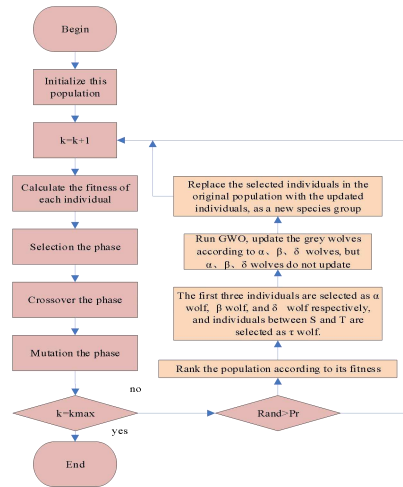 Begin
Initialize this
population
k=k+1
Calculate the fitness of
each individual
Selection the phase
Crossover the phase
Mutation the phase
no
k=kmax
yes
End
Replace the selected individuals in the
original population with the updated
individuals, as a new species group
Run GWO, update the grey wolves
according to α、β、δ wolves, but
α、β、δ wolves do not update
The first three individuals are selected as α
wolf, β wolf, and δ wolf respectively,
and individuals between S and T are
selected as τ wolf.
Rank the population according to its fitness
Rand>Pr